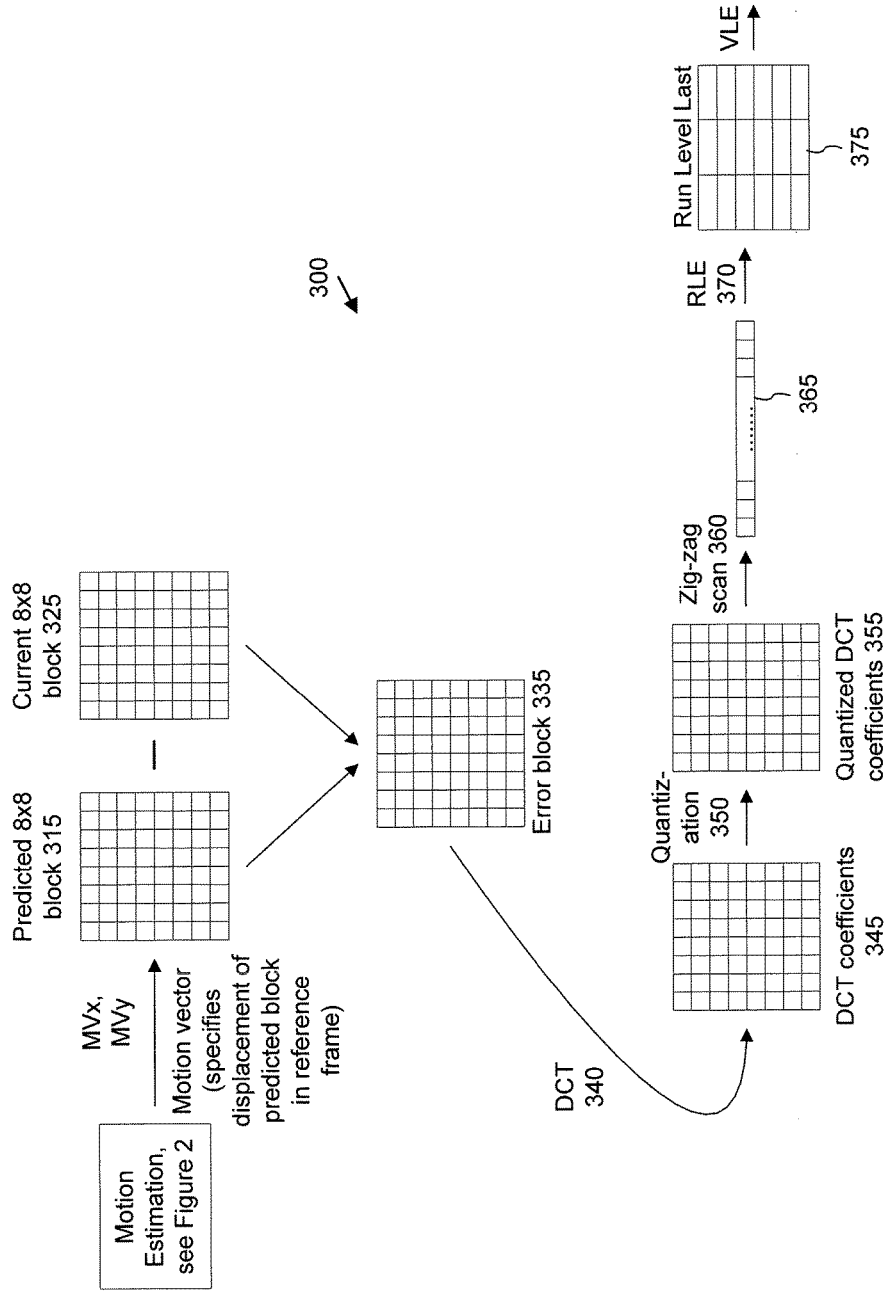 Motion
Estimation,
see Figure 2
MVx,
MVy
Motion vector
(specifies
displacement of
predicted block
in reference
frame)
Predicted 8x8
block 315
Current 8x8
block 325
300
Error block 335
DCT
340
DCT coefficients
345
Quantiz-
ation
350
Quantized DCT
coefficients 355
Zig-zag
scan 360
365
RLE
370
Run Level Last
375
VLE